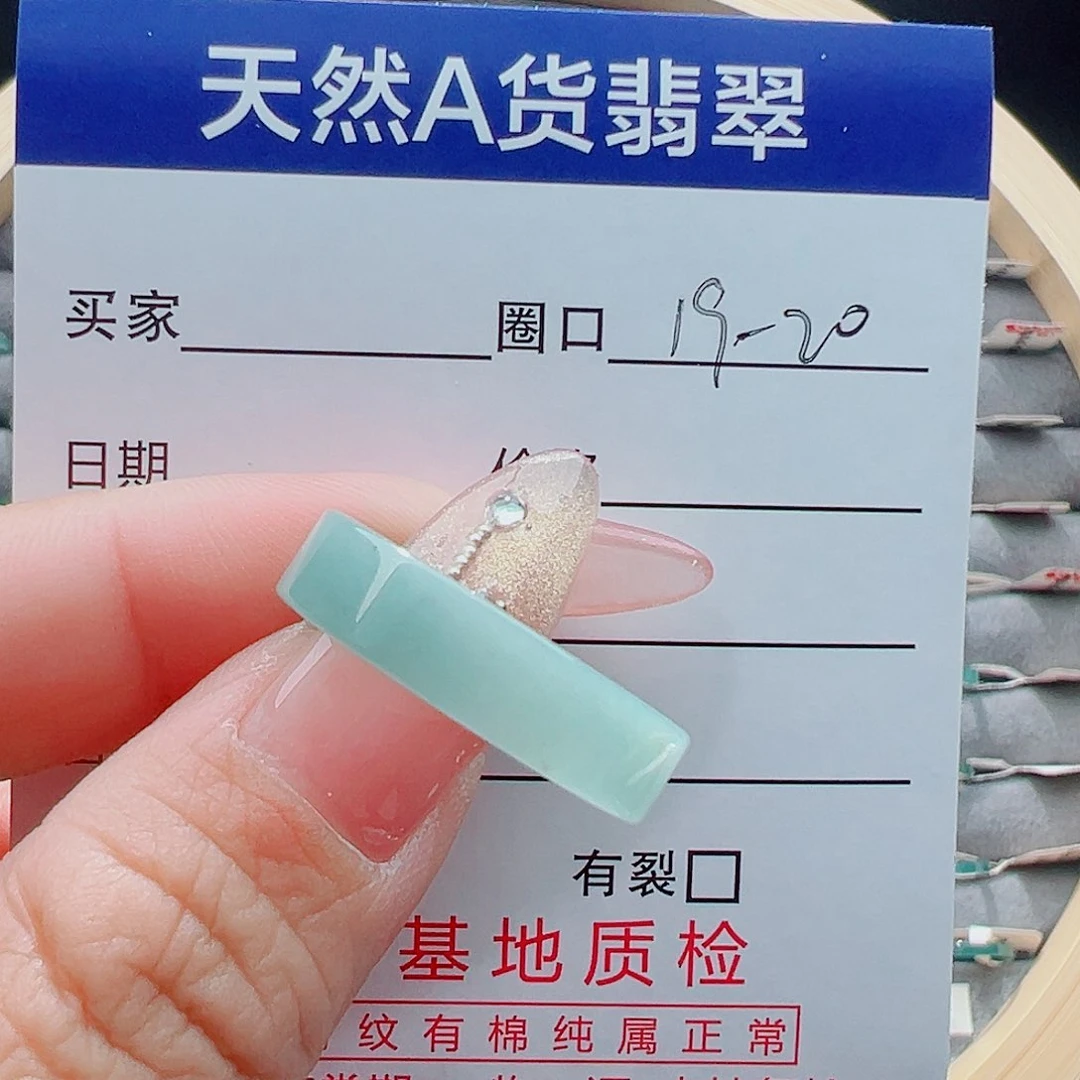 天然A货翡翠
买家 圈口 19-20
日期
有裂
基地质检
纹有棉纯属正常